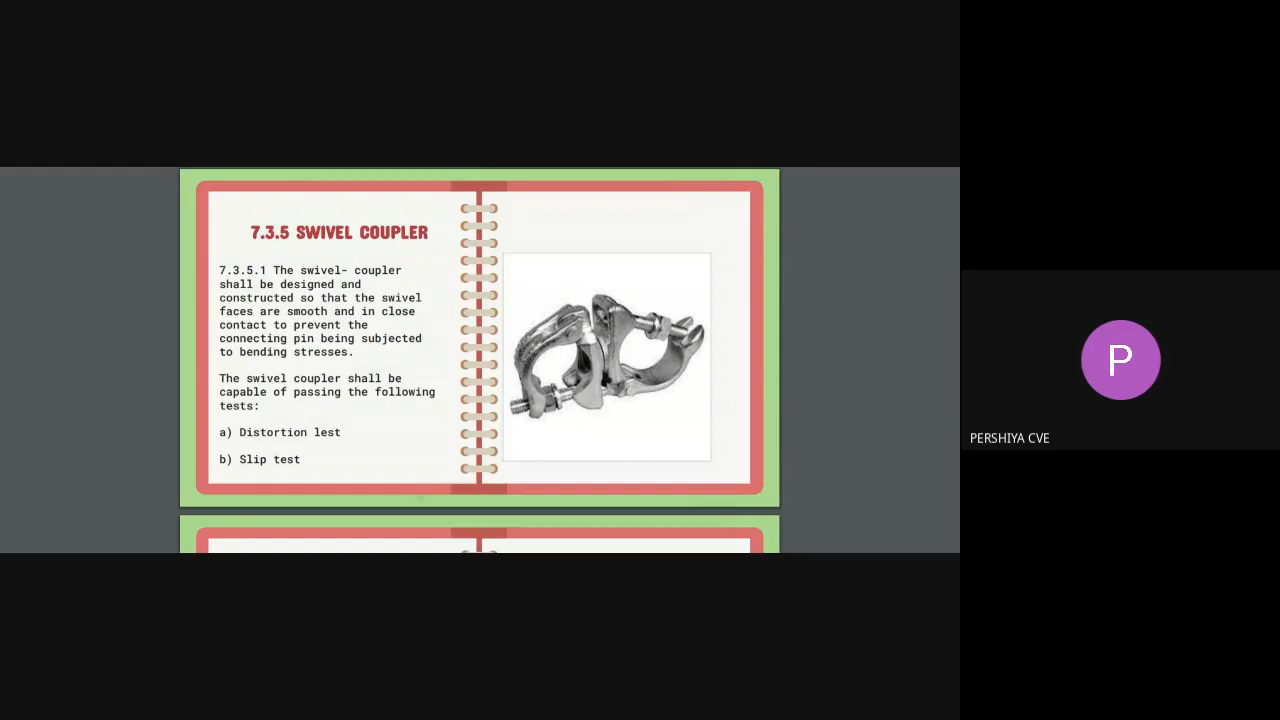 7.3.5 SWIVEL COUPLER
7.3.5.1 The swivel- coupler
shall be designed and
constructed so that the swivel
faces are smooth and in close
contact to prevent the
connecting pin being subjected
to bending stresses.
The swivel coupler shall be
capable of passing the following
tests:
a) Distortion lest
b) Slip test
P
PERSHIYA CVE